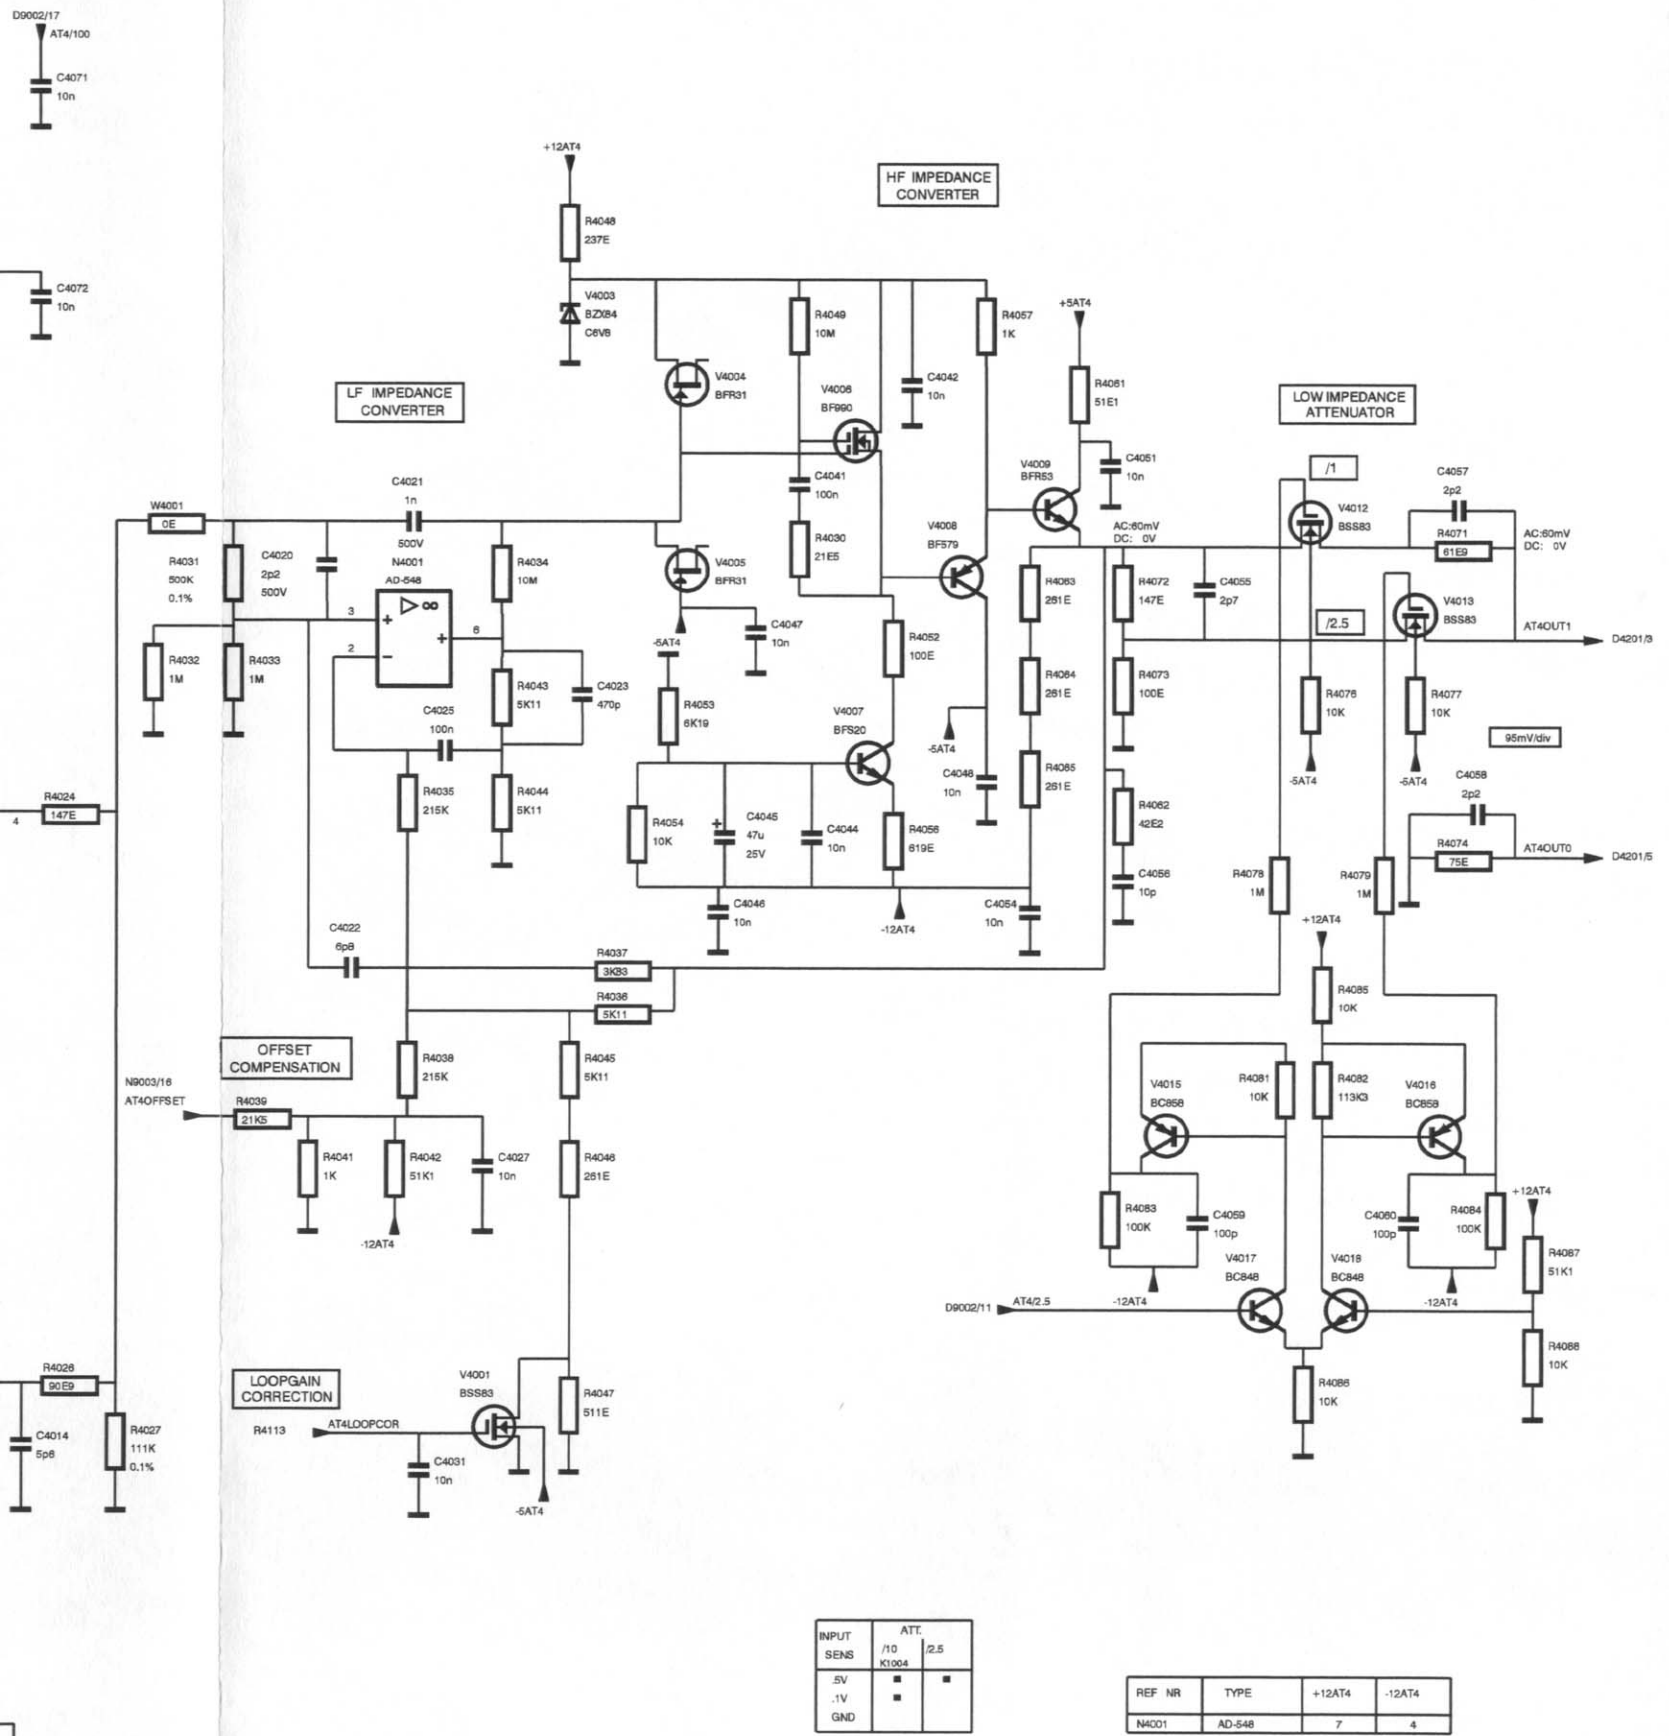 D9002/17
AT4/100
C4071
10n
C4072
10n
+12AT4
HF IMPEDANCE
CONVERTER
R4048
237E
V4003
BZX84
C6V8
R4049
10M
R4057
1K
+5AT4
LF IMPEDANCE
CONVERTER
V4004
BFR31
V4006
BF990
C4042
10n
R4061
51E1
LOW IMPEDANCE
ATTENUATOR
/1
C4041
100n
V4009
BFR53
C4051
10n
C4057
2p2
W4001
0E
C4021
1n
500V
R4030
21E5
V4008
BF579
AC:60mV
DC: 0V
V4012
BSS83
R4071
61E9
AC:60mV
DC: 0V
R4031
500K
0.1%
C4020
2p2
500V
N4001
AD-548
R4034
10M
V4005
BFR31
R4063
261E
R4072
147E
C4055
2p7
V4013
BSS83
3
+
2
−
+
6
∞
-5AT4
C4047
10n
R4052
100E
/2.5
AT4OUT1
D4201/3
R4032
1M
R4033
1M
R4043
5K11
C4023
470p
R4053
6K19
R4064
261E
R4073
100E
R4076
10K
R4077
10K
C4025
100n
V4007
BFS20
-5AT4
95mV/div
R4035
215K
R4044
5K11
C4048
10n
R4065
261E
-5AT4
-5AT4
C4058
2p2
R4024
147E
4
R4054
10K
+
C4045
47u
25V
C4044
10n
R4056
619E
R4062
42E2
R4074
75E
AT4OUT0
D4201/5
C4046
10n
-12AT4
C4054
10n
C4056
10p
R4078
1M
R4079
1M
+12AT4
C4022
6p8
R4037
3K83
R4036
5K11
R4085
10K
OFFSET
COMPENSATION
R4038
215K
R4045
5K11
N9003/16
AT4OFFSET
R4039
21K5
V4015
BC858
R4081
10K
R4082
113K3
V4016
BC858
R4041
1K
R4042
51K1
C4027
10n
R4046
261E
-12AT4
R4083
100K
C4059
100p
C4060
100p
R4084
100K
+12AT4
V4017
BC848
V4018
BC848
R4087
51K1
D9002/11
AT4/2.5
-12AT4
-12AT4
R4088
10K
R4086
10K
R4026
90E9
C4014
5p6
R4027
111K
0.1%
LOOPGAIN
CORRECTION
V4001
BSS83
R4047
511E
R4113
AT4LOOPCOR
C4031
10n
-5AT4
INPUT
SENS
ATT.
/10
K1004
/2.5
.5V
.1V
GND
REF NR
TYPE
+12AT4
-12AT4
N4001
AD-548
7
4